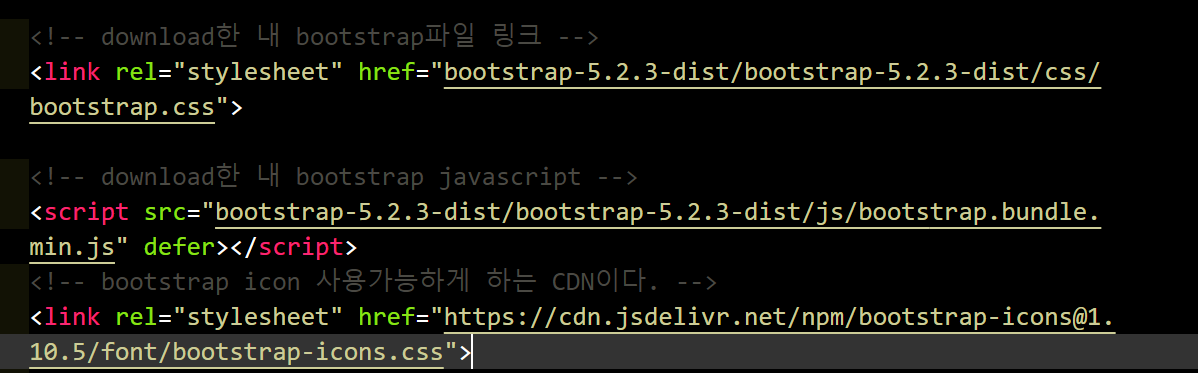 <!-- download한 내 bootstrap파일 링크 -->
<link rel="stylesheet" href="bootstrap-5.2.3-dist/bootstrap-5.2.3-dist/css/
bootstrap.css">
<!-- download한 내 bootstrap javascript -->
<script src="bootstrap-5.2.3-dist/bootstrap-5.2.3-dist/js/bootstrap.bundle.
min.js" defer></script>
<!-- bootstrap icon 사용가능하게 하는 CDN이다. -->
<link rel="stylesheet" href="https://cdn.jsdelivr.net/npm/bootstrap-icons@1.
10.5/font/bootstrap-icons.css">